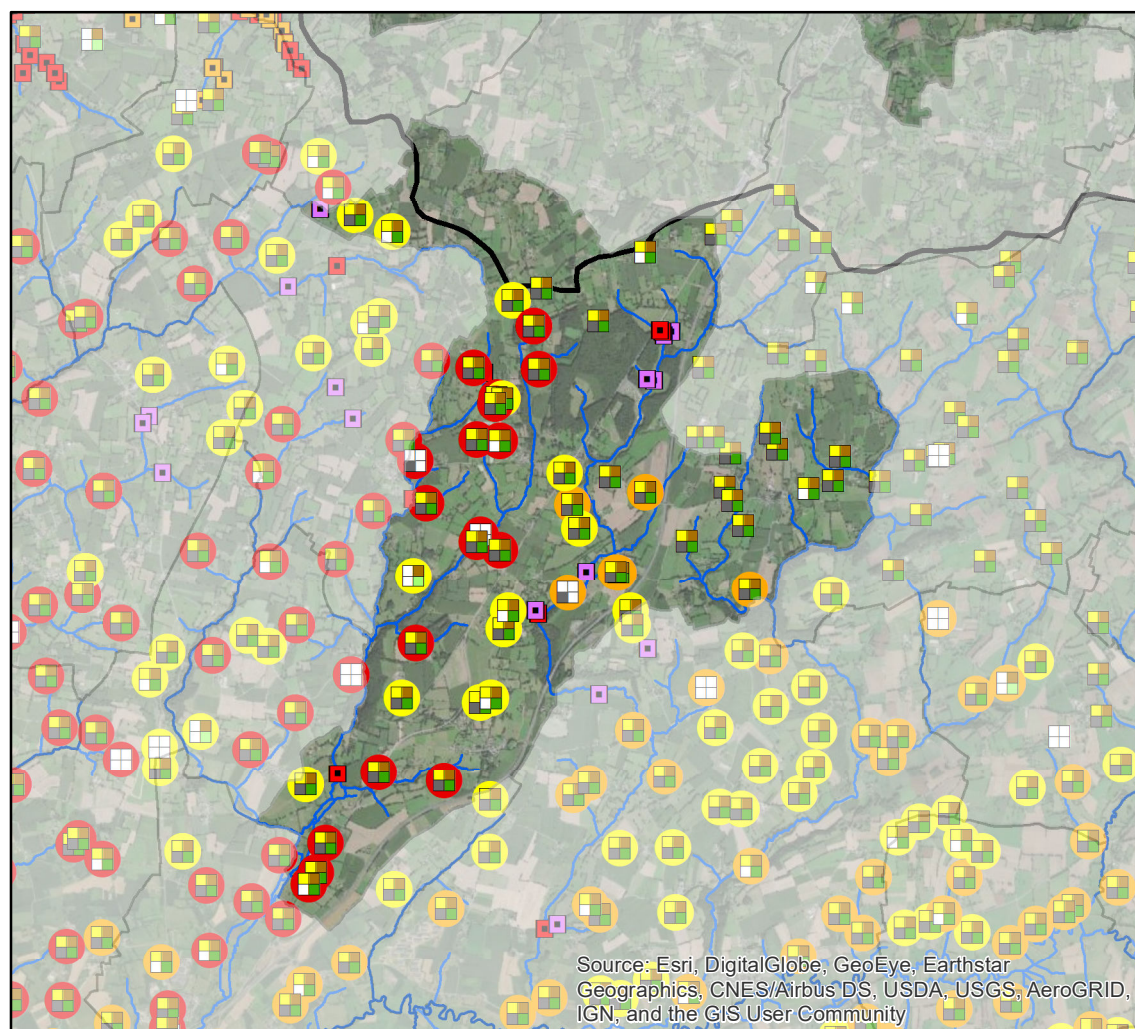 Source: Esri, DigitalGlobe, GeoEye, Earthstar
Geographics, CNES/Airbus DS, USDA, USGS, AeroGRID,
IGN, and the GIS User Community